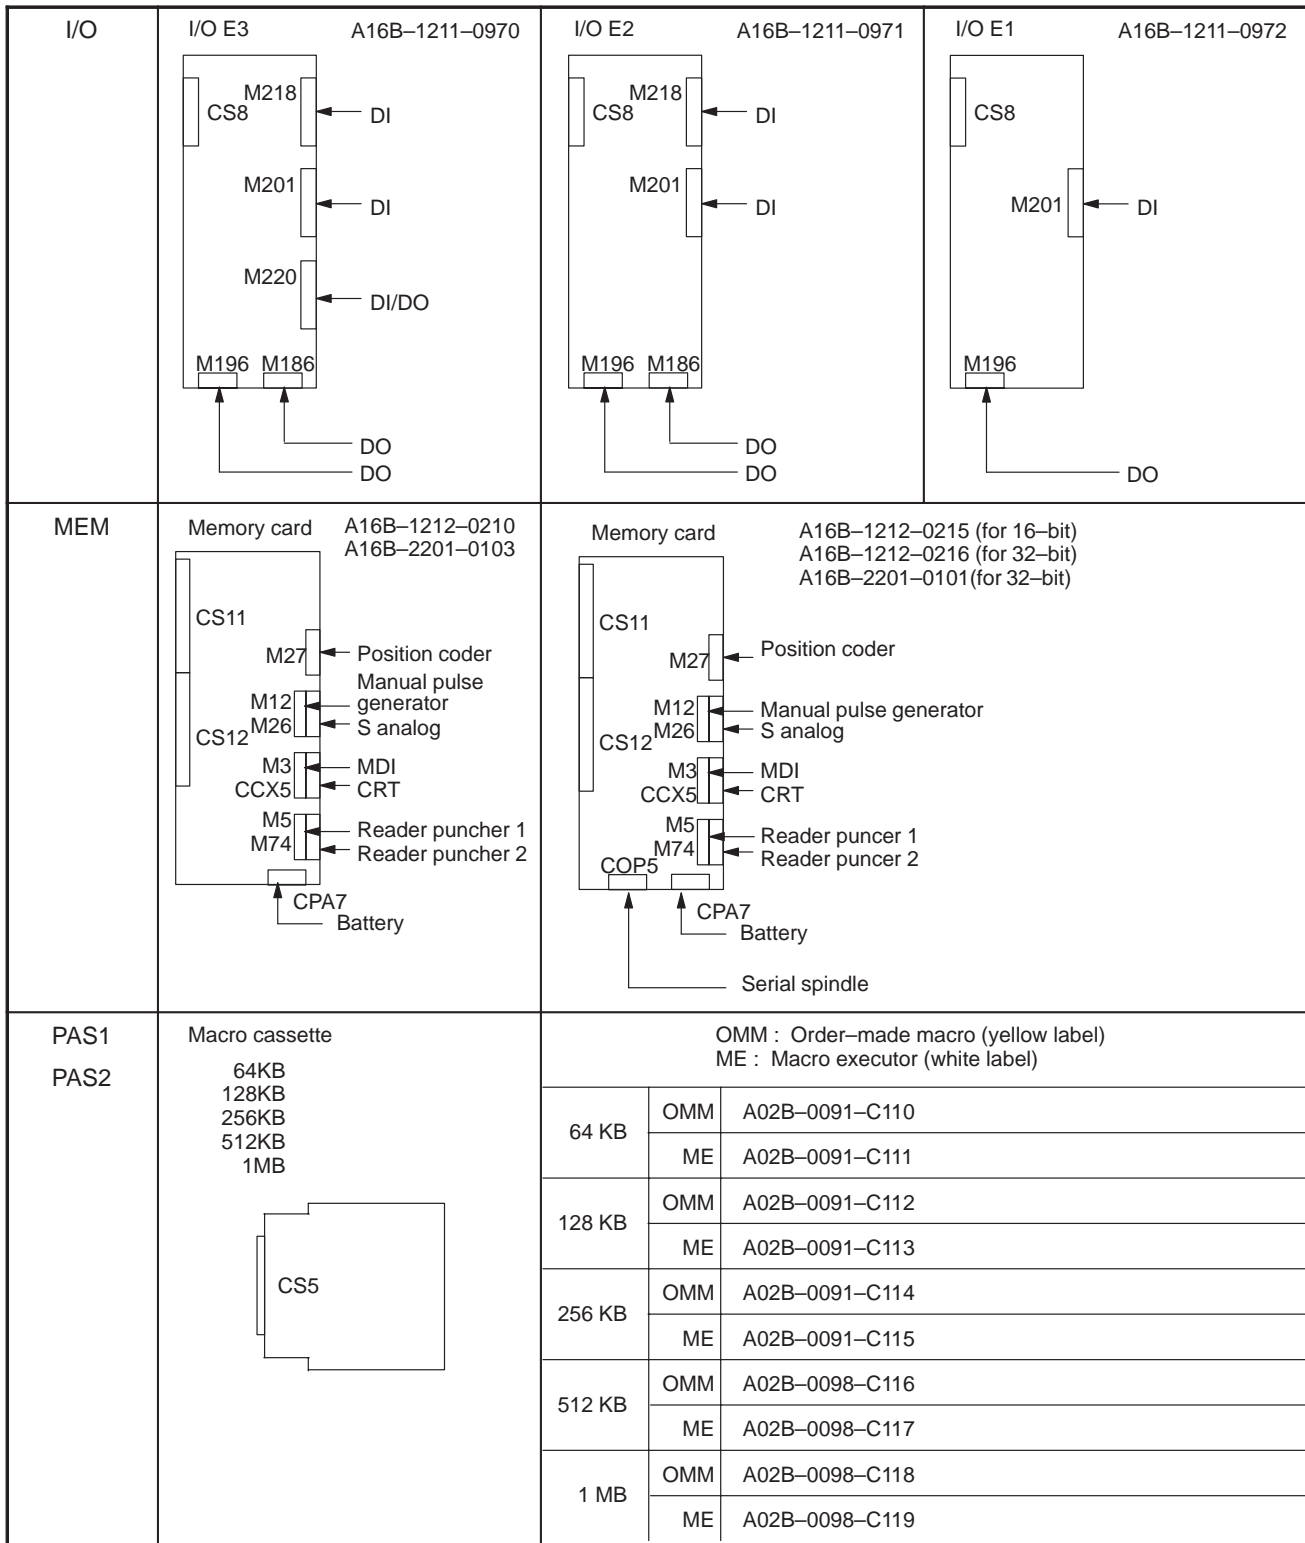 I/O
I/O E3 A16B–1211–0970
M218
CS8
DI
M201
DI
M220
DI/DO
M196 M186
DO
DO
I/O E2 A16B–1211–0971
M218
CS8
DI
M201
DI
M196 M186
DO
DO
I/O E1 A16B–1211–0972
CS8
M201
DI
M196
DO
MEM
Memory card A16B–1212–0210
A16B–2201–0103
CS11
M27
Position coder
Manual pulse
M12 generator
M26 S analog
CS12
M3 MDI
CCX5 CRT
M5
Reader puncher 1
M74
Reader puncher 2
CPA7
Battery
Memory card
A16B–1212–0215 (for 16–bit)
A16B–1212–0216 (for 32–bit)
A16B–2201–0101(for 32–bit)
CS11
M27
Position coder
M12 Manual pulse generator
M26 S analog
CS12
M3 MDI
CCX5 CRT
M5
Reader puncer 1
M74
Reader puncer 2
COP5
CPA7
Battery
Serial spindle
PAS1
PAS2
Macro cassette
64KB
128KB
256KB
512KB
1MB
CS5
OMM : Order–made macro (yellow label)
ME : Macro executor (white label)
64 KB
OMM A02B–0091–C110
ME A02B–0091–C111
128 KB
OMM A02B–0091–C112
ME A02B–0091–C113
256 KB
OMM A02B–0091–C114
ME A02B–0091–C115
512 KB
OMM A02B–0098–C116
ME A02B–0098–C117
1 MB
OMM A02B–0098–C118
ME A02B–0098–C119